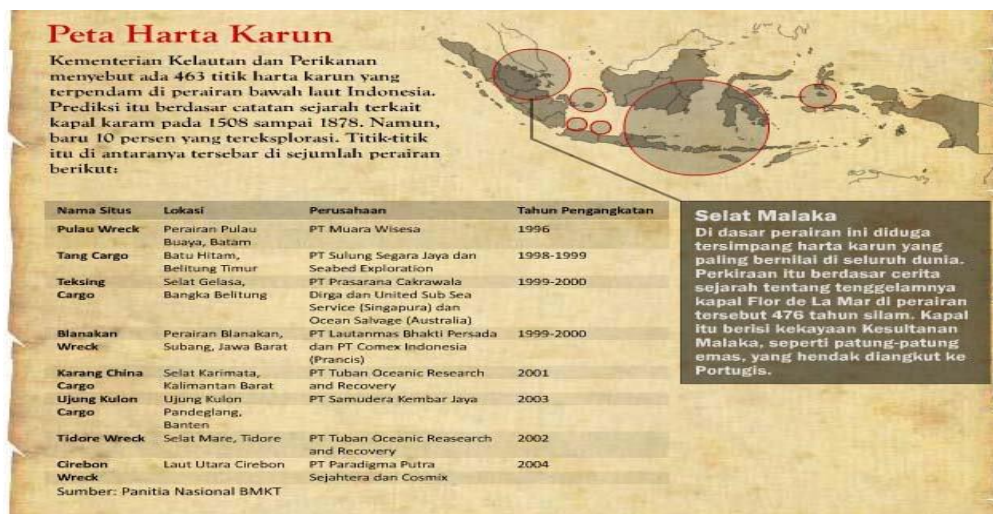 Peta Harta Karun
Kementerian Kelautan dan Perikanan
menyebut ada 463 titik harta karun yang
terpendam di perairan bawah laut Indonesia.
Prediksi itu berdasar catatan sejarah terkait
kapal karam pada 1508 sampai 1878. Namun,
baru 10 persen yang tereksplorasi. Titik-titik
itu di antaranya tersebar di sejumlah perairan
berikut:
Nama Situs Lokasi Perusahaan Tahun Pengangkatan
Pulau Wreck Perairan Pulau PT Muara Wisesa 1996
Buaya, Batam
Tang Cargo Batu Hitam, PT Sulung Segara Jaya dan 1998-1999
Belitung Timur Seabed Exploration
Teksing Selat Gelasa, PT Prasarana Cakrawala 1999-2000
Cargo Bangka Belitung Dirga dan United Sub Sea
Service (Singapura) dan
Ocean Salvage (Australia)
Blanakan Perairan Blanakan, PT Lautanmas Bhakti Persada 1999-2000
Wreck Subang, Jawa Barat dan PT Comex Indonesia
(Prancis)
Karang China Selat Karimata, PT Tuban Oceanic Research 2001
Cargo Kalimantan Barat and Recovery
Ujung Kulon Ujung Kulon PT Samudera Kembar Jaya 2003
Cargo Pandeglang,
Banten
Tidore Wreck Selat Mare, Tidore PT Tuban Oceanic Reasearch 2002
and Recovery
Cirebon Laut Utara Cirebon PT Paradigma Putra 2004
Wreck Sejahtera dan Cosmix
Sumber: Panitia Nasional BMKT
Selat Malaka
Di dasar perairan ini diduga
tersimpang harta karun yang
paling bernilai di seluruh dunia.
Perkiraan itu berdasar cerita
sejarah tentang tenggelamnya
kapal Flor de La Mar di perairan
tersebut 476 tahun silam. Kapal
itu berisi kekayaan Kesultanan
Malaka, seperti patung-patung
emas, yang hendak diangkut ke
Portugis.